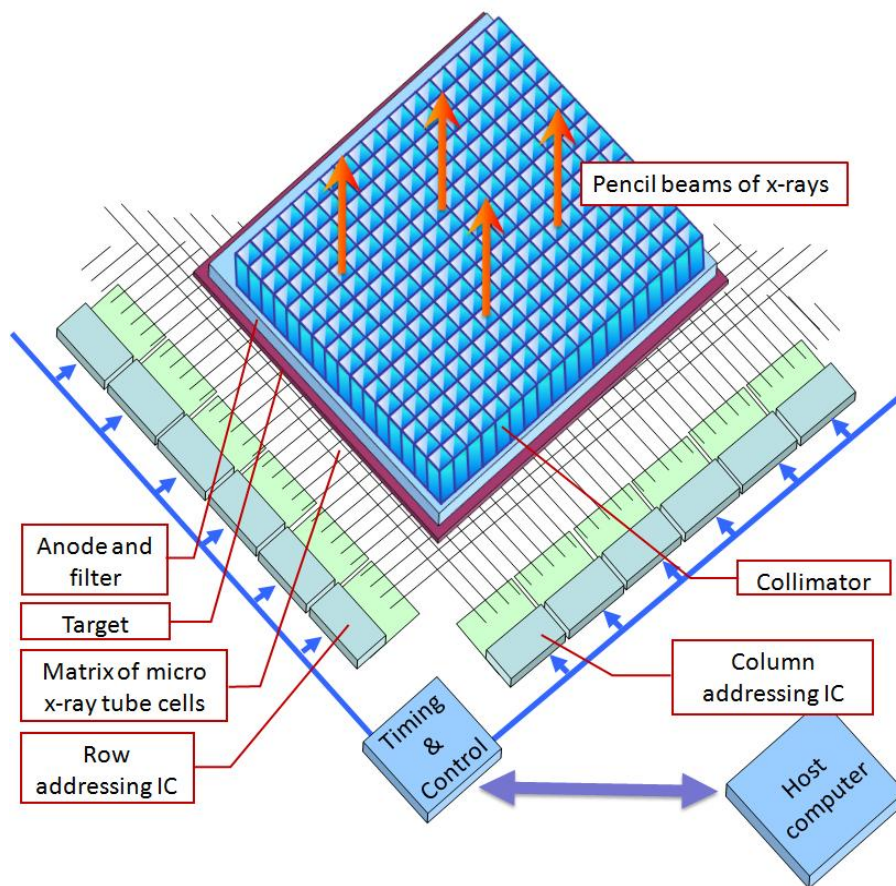 Pencil beams of x-rays
Anode and
filter
Target
Matrix of micro
x-ray tube cells
Row
addressing IC
Collimator
Column
addressing IC
Timing
&
Control
Host
computer